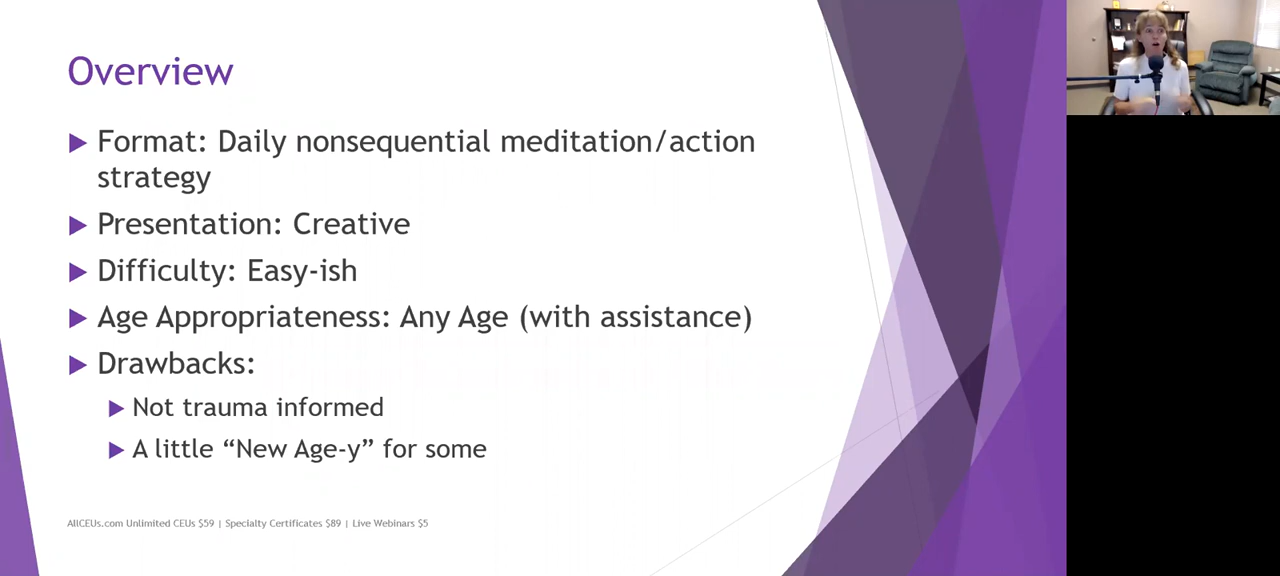 Overview
Format: Daily nonsequential meditation/action
strategy
Presentation: Creative
Difficulty: Easy-ish
Age Appropriateness: Any Age (with assistance)
Drawbacks:
Not trauma informed
A little “New Age-y” for some
AllCEUs.com Unlimited CEUs $59 | Specialty Certificates $89 | Live Webinars $5